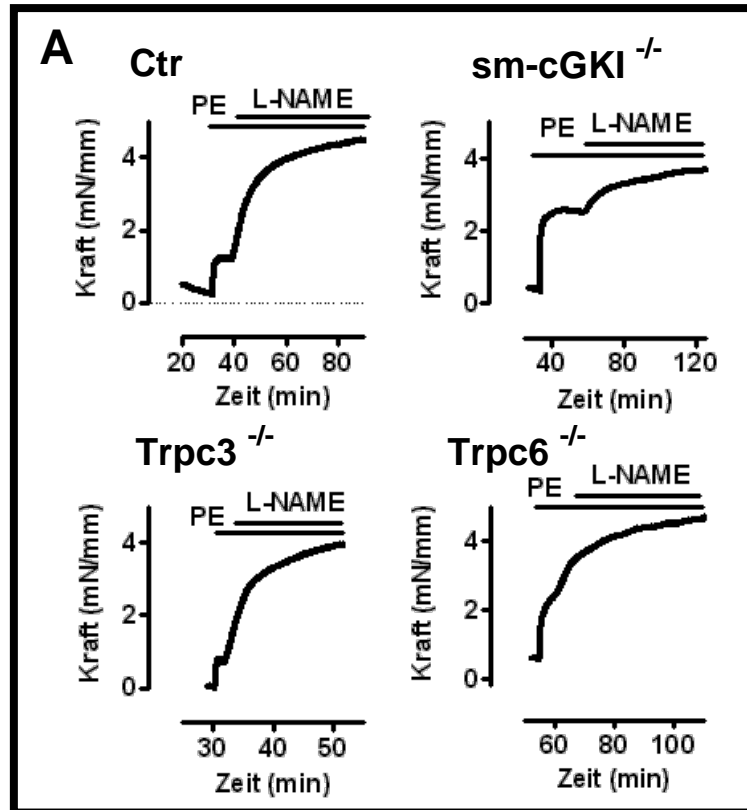 A
Ctr
L-NAME
PE
Kraft (mN/mm)
4
2
0
20 40 60 80
Zeit (min)
sm-cGKI -/-
L-NAME
PE
Kraft (mN/mm)
4
2
0
40 80 120
Zeit (min)
Trpc3 -/-
L-NAME
PE
Kraft (mN/mm)
4
2
0
30 40 50
Zeit (min)
Trpc6 -/-
L-NAME
PE
Kraft (mN/mm)
4
2
0
60 80 100
Zeit (min)